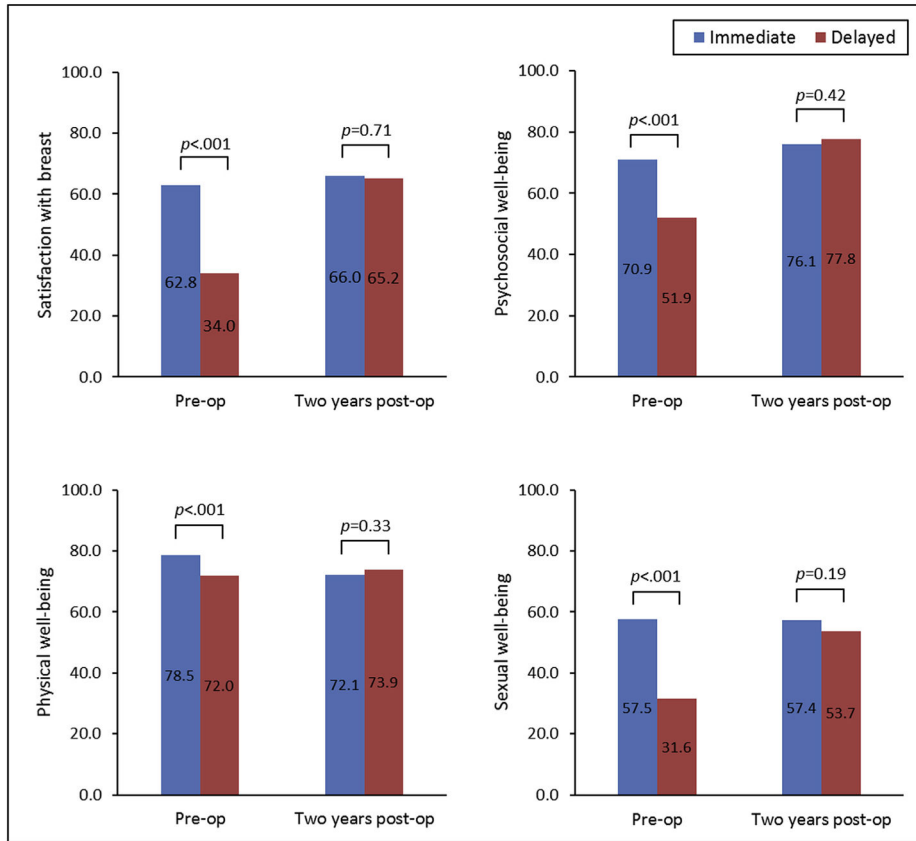 Immediate Delayed
Satisfaction with breast
100.0
80.0
60.0
40.0
20.0
0.0
p<.001
p=0.71
62.8
34.0
66.0
65.2
Pre-op
Two years post-op
Psychosocial well-being
100.0
80.0
60.0
40.0
20.0
0.0
p<.001
p=0.42
70.9
51.9
76.1
77.8
Pre-op
Two years post-op
Physical well-being
100.0
80.0
60.0
40.0
20.0
0.0
p<.001
p=0.33
78.5
72.0
72.1
73.9
Pre-op
Two years post-op
Sexual well-being
100.0
80.0
60.0
40.0
20.0
0.0
p<.001
p=0.19
57.5
31.6
57.4
53.7
Pre-op
Two years post-op